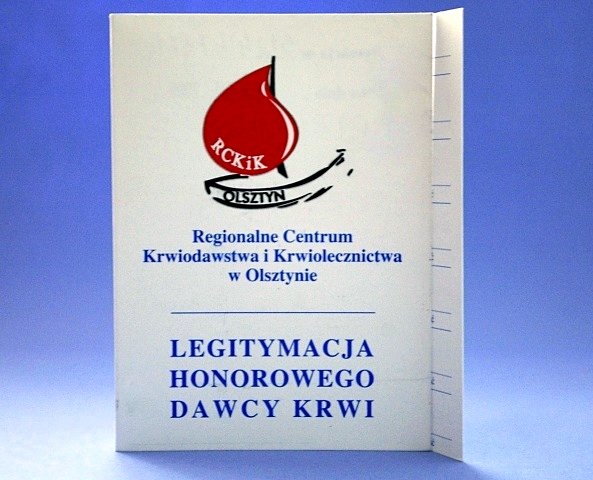 RCKiK
OLSZTYN
Regionalne Centrum
Krwiodawstwa i Krwiolecznictwa
w Olsztynie
LEGITYMACJA
HONOROWEGO
DAWCY KRWI